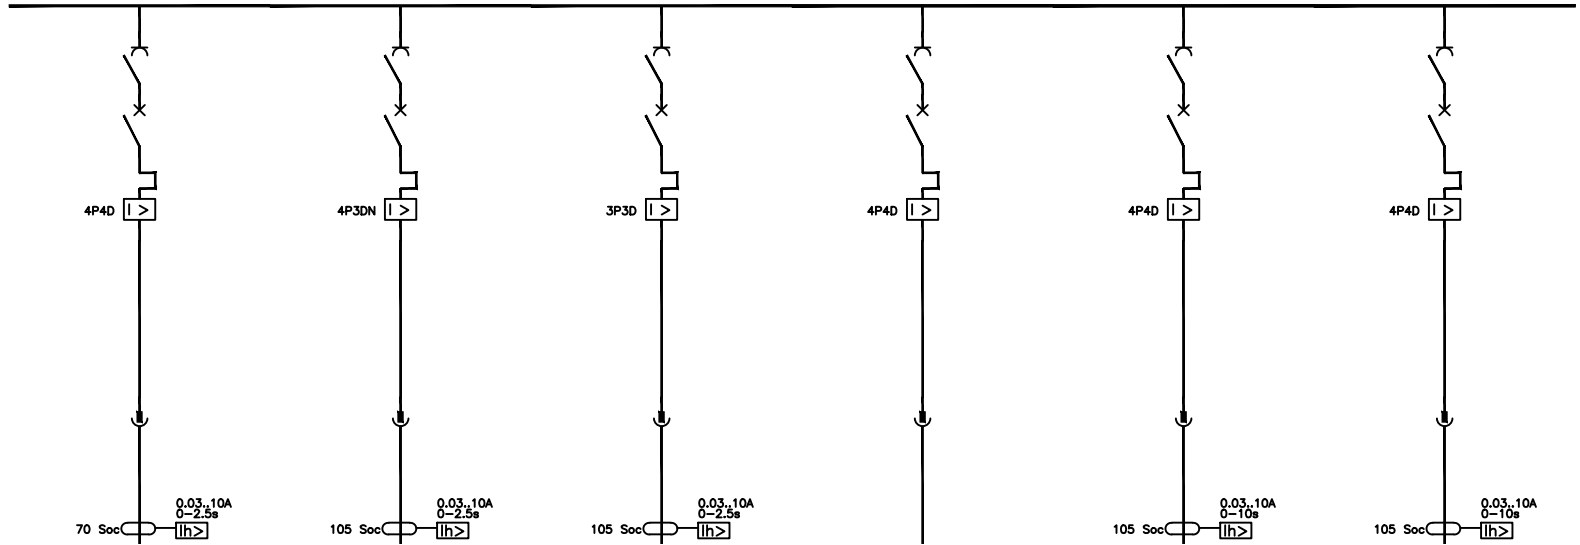 4P4D I >
4P3DN I >
3P3D I >
4P4D I >
4P4D I >
4P4D I >
0.03..10A
0-2.5s
70 Soc Ih>
0.03..10A
0-2.5s
105 Soc Ih>
0.03..10A
0-2.5s
105 Soc Ih>
0.03..10A
0-10s
105 Soc Ih>
0.03..10A
0-10s
105 Soc Ih>